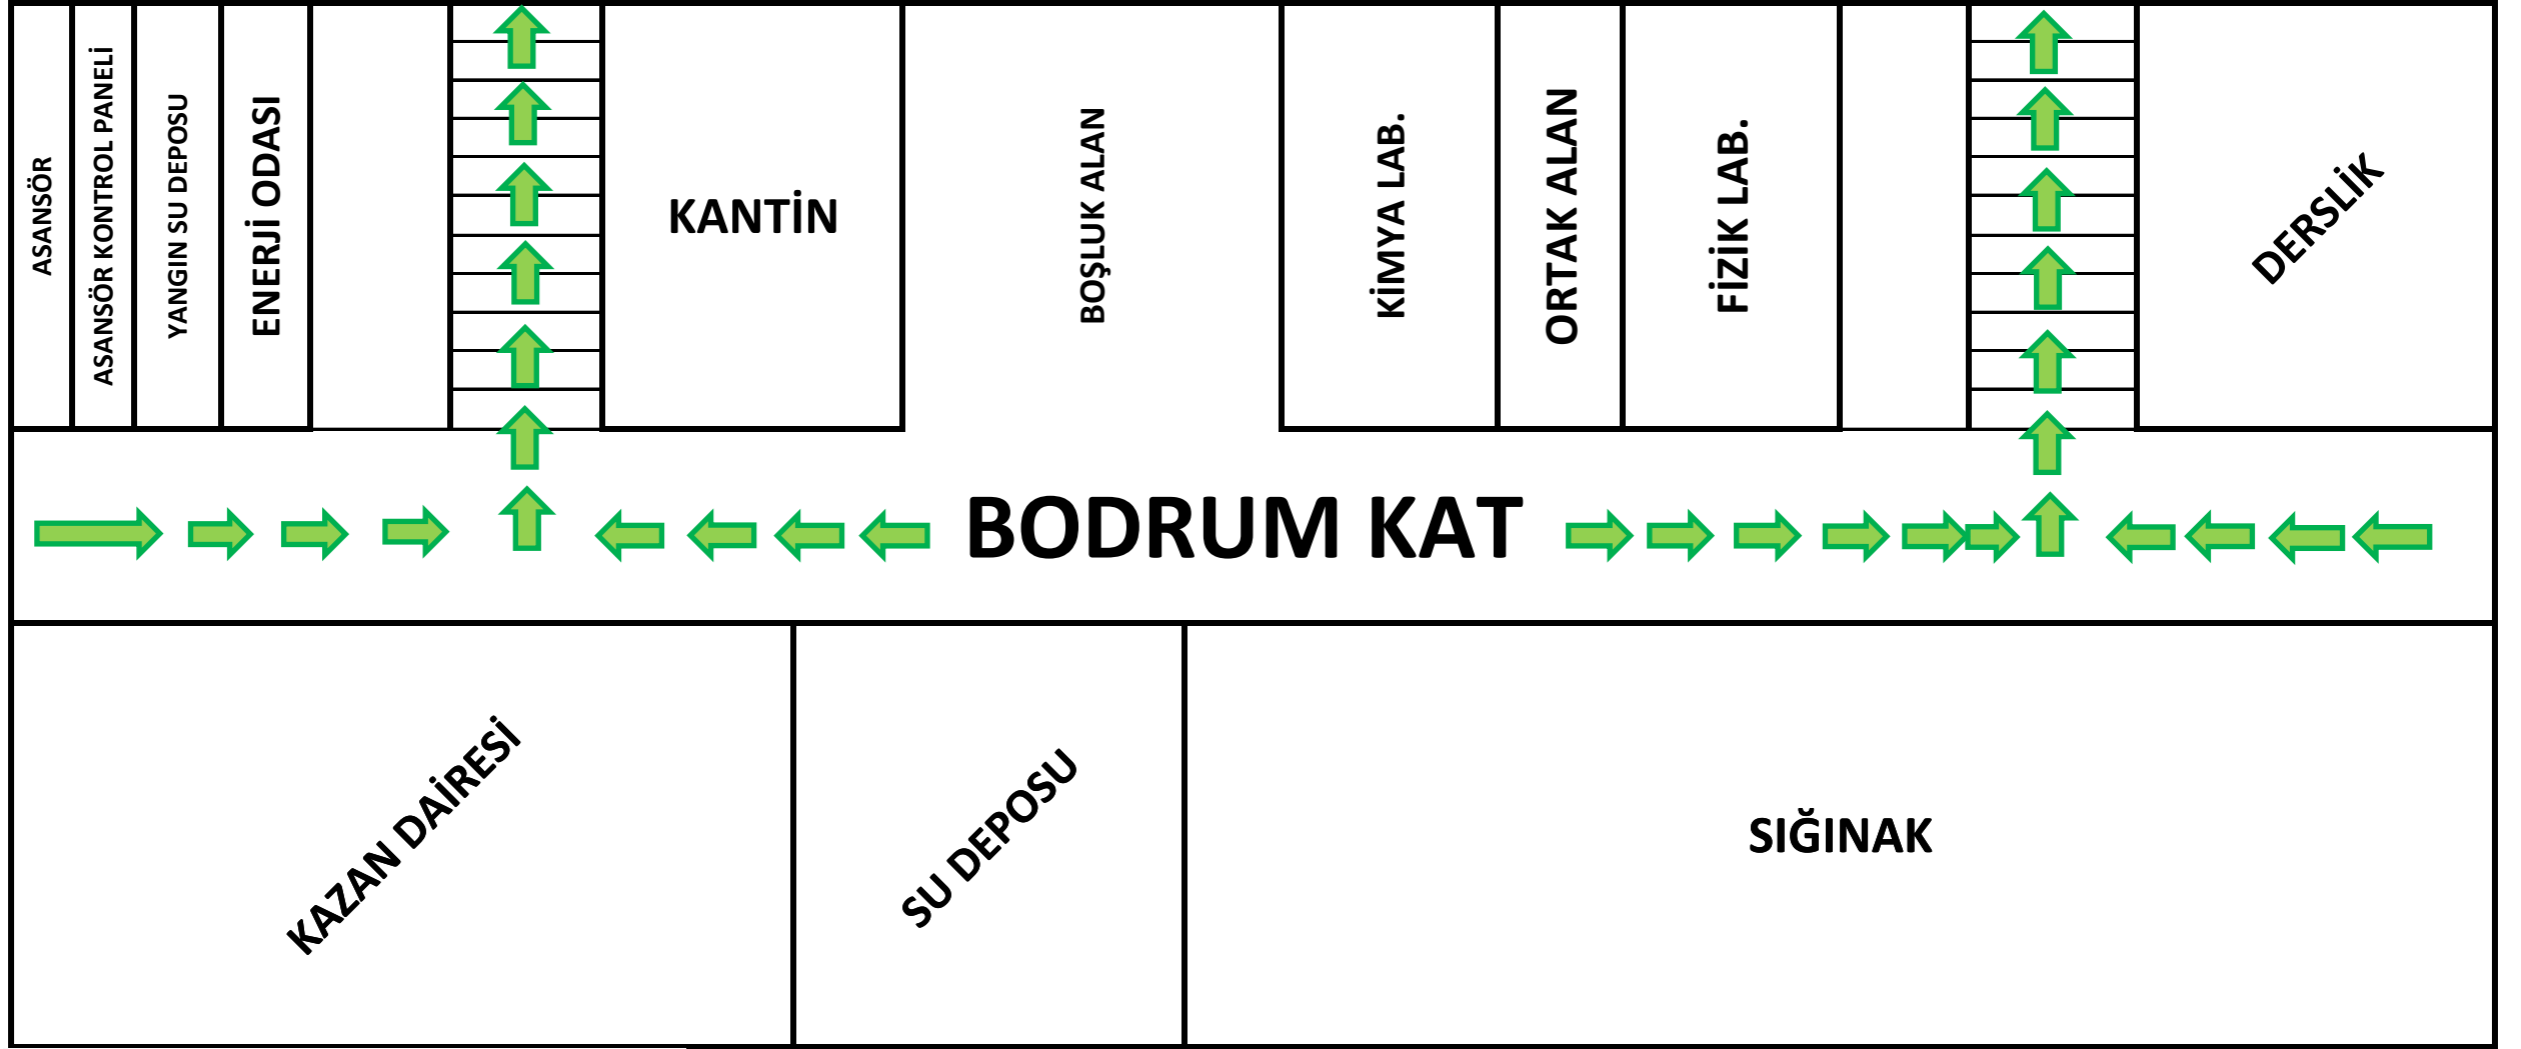 ASANSÖR
ASANSÖR KONTROL PANELİ
YANGIN SU DEPOSU
ENERJİ ODASI
KANTİN
BOŞLUK ALAN
KİMYA LAB.
ORTAK ALAN
FİZİK LAB.
DERSLİK
BODRUM KAT
KAZAN DAİRESİ
SU DEPOSU
SIĞINAK